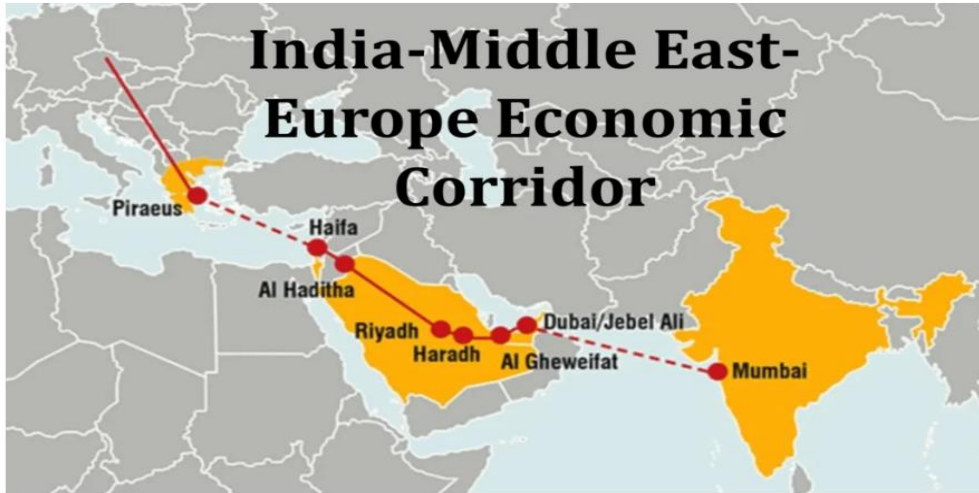 India-Middle East-
Europe Economic
Corridor
Piraeus
Haifa
Al Haditha
Riyadh
Haradh
Dubai/Jebel Ali
Al Gheweifat
Mumbai